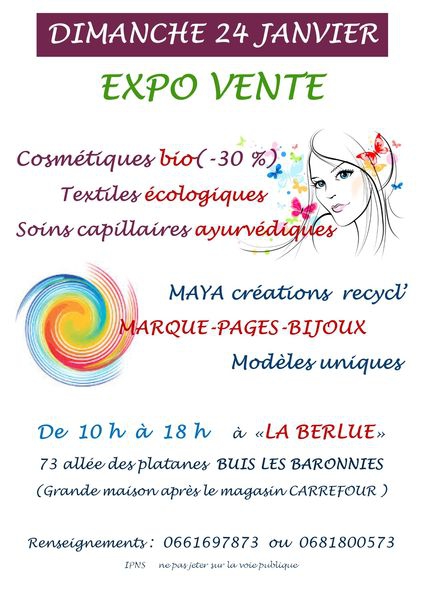 DIMANCHE 24 JANVIER
EXPO VENTE
Cosmétiques bio( -30 %)
Textiles écologiques
Soins capillaires ayurvédiques
MAYA créations recycl'
MARQUE-PAGES-BIJOUX
Modèles uniques
De 10 h à 18 h à «LA BERLUE»
73 allée des platanes BUIS LES BARONNIES
(Grande maison après le magasin CARREFOUR )
Renseignements : 0661697873 ou 0681800573
IPNS ne pas jeter sur la voie publique